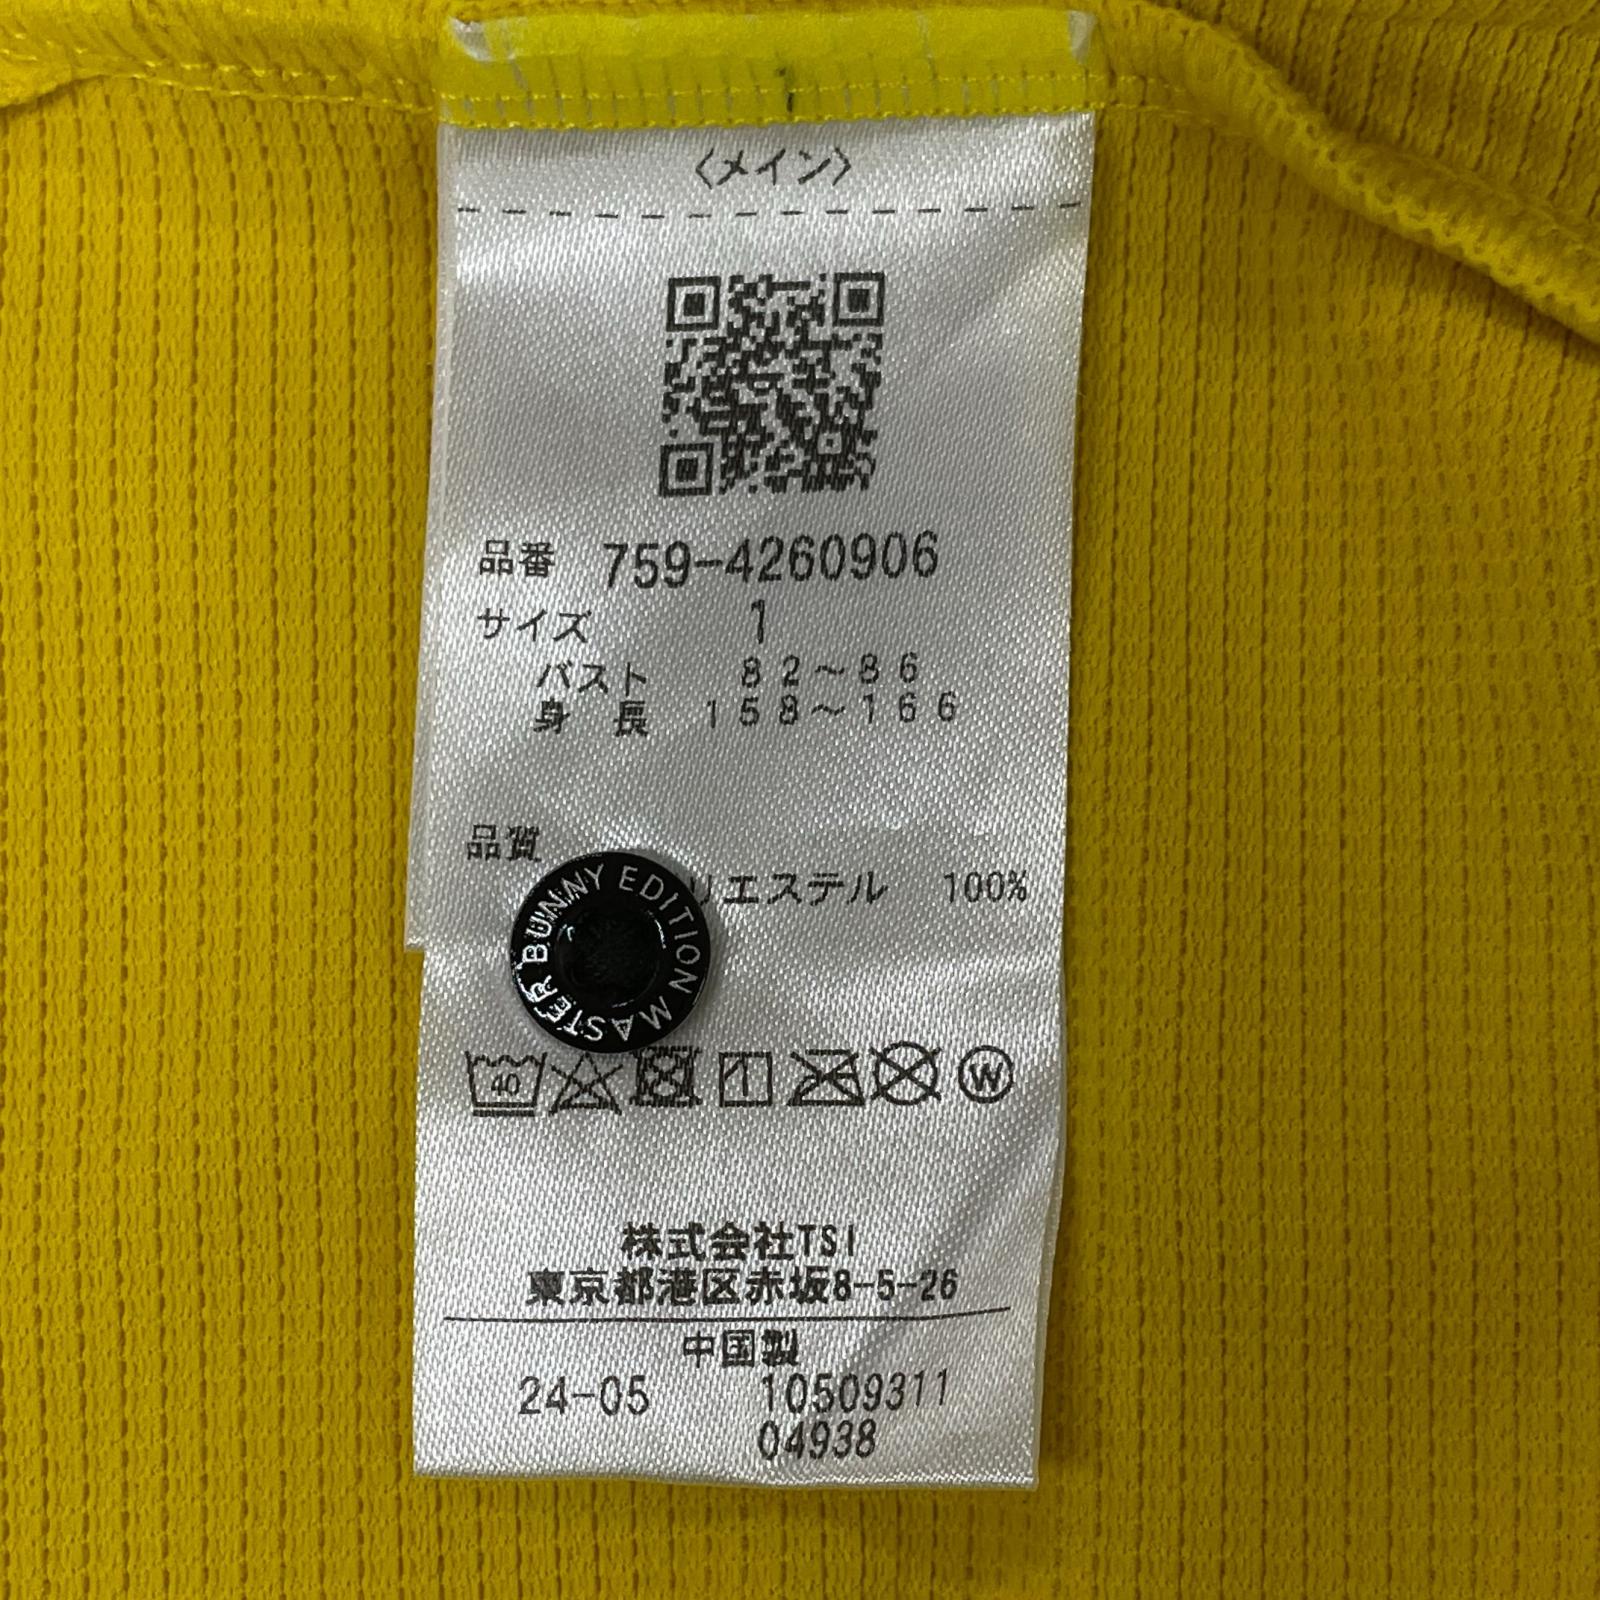 〈メイン〉
品番 759-4260906
サイズ 1
バスト 82～86
身長 158～166
品質
リエステル 100%
MASTER BUNNY EDITION
40
W
株式会社TSI
東京都港区赤坂8-5-26
中国製
24-05 10509311
04938